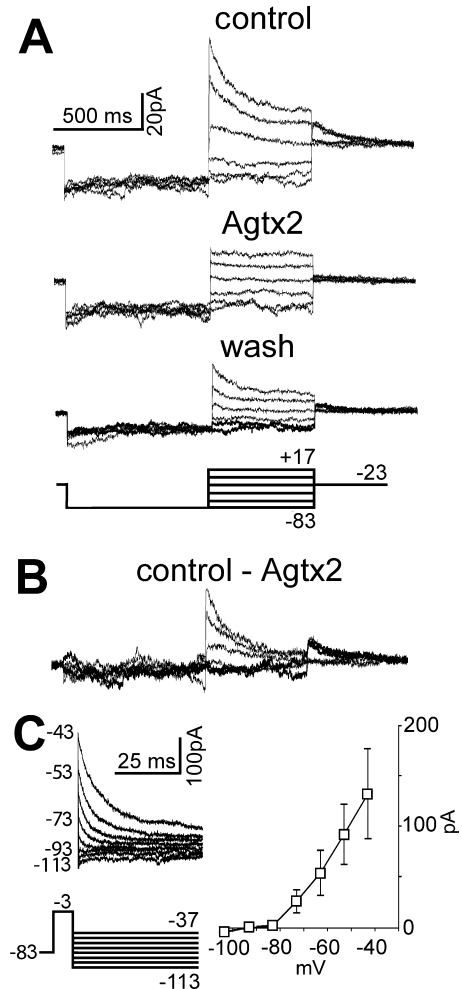 A
control
500 ms
20pA
Agtx2
wash
+17
-23
-83
B
control - Agtx2
C
-43
-53
-73
-93
-113
25 ms
100pA
-3
-83
-37
-113
200
100
0
pA
-100
-80
-60
-40
mV